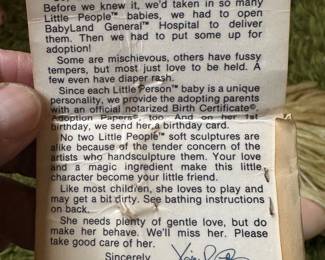 Before we knew it, we'd taken in so many
Little People™ babies, we had to open
BabyLand General™ Hospital to deliver
them. Then we had to put some up for
adoption!
Some are mischievous, others have fussy
tempers, but most just love to be held. A
few even have diaper rash.
Since each Little Person™ baby is a unique
personality, we provide the adopting parents
with an official notarized Birth Certificate©,
Adoption Papers, too. And on her 1st
birthday, we send her a birthday card.
No two Little People™ soft sculptures are
alike because of the tender concern of the
artists who handsculpture them. Your love
and a magic ingredient make this little
character become your little friend.
Like most children, she loves to play and
may get a bit dirty. See bathing instructions
on back.
She needs plenty of gentle love, but do
make her behave. We'll miss her. Please
take good care of her.
Sincerely